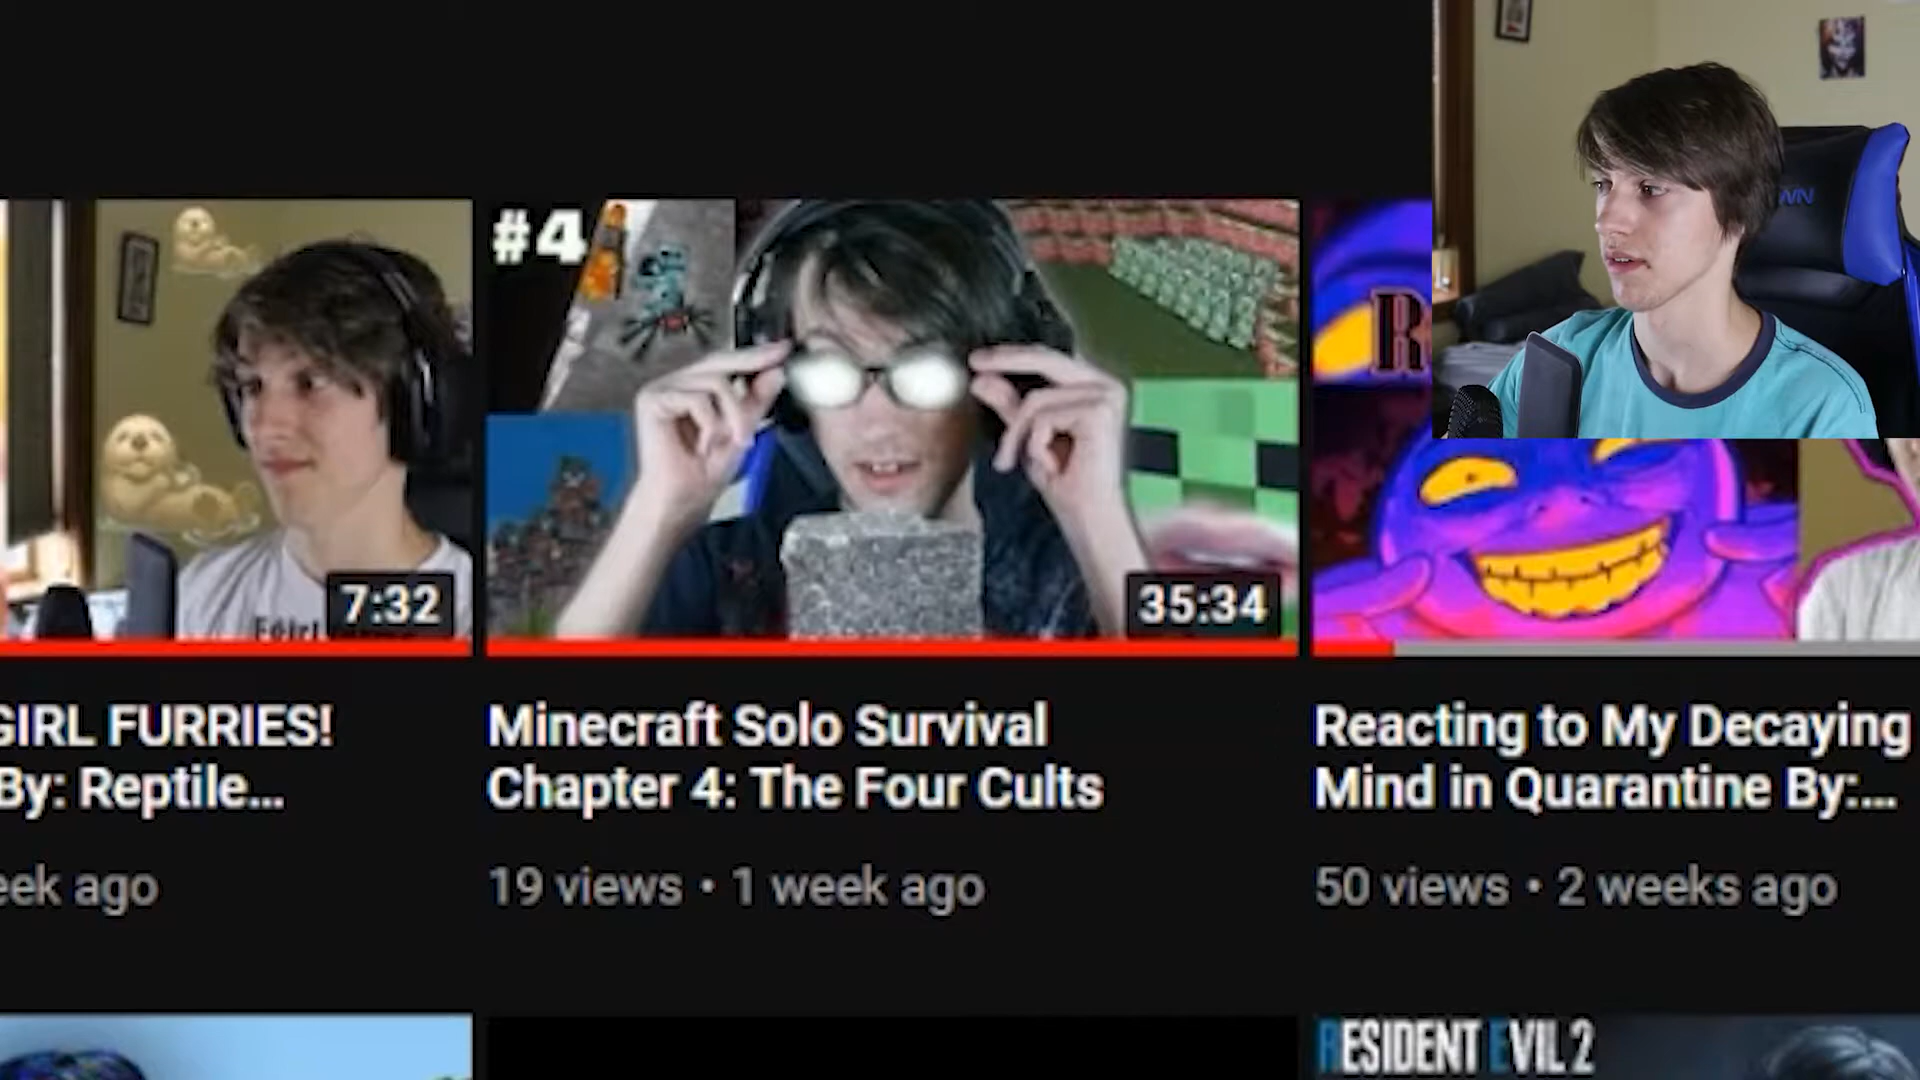 #4
R
WN
7:32
35:34
GIRL FURRIES!
By: Reptile...
eek ago
Minecraft Solo Survival
Chapter 4: The Four Cults
19 views • 1 week ago
Reacting to My Decaying
Mind in Quarantine By:...
50 views • 2 weeks ago
RESIDENT EVIL 2